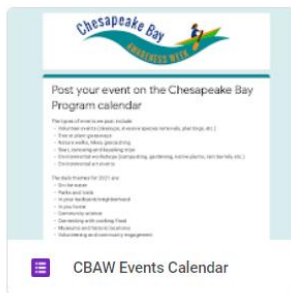 Chesapeake Bay
AWARENESS WEEK
Post your event on the Chesapeake Bay
Program calendar
The types of events we post include:
- Volunteer events (cleanups, invasive species removals, plantings, etc.)
- Tree or plant giveaways
- Nature walks, hikes, geocaching
- Tours, canoeing and kayaking trips
- Environmental workshops (composting, gardening, native plants, rain barrels, etc.)
- Environmental art events
The daily themes for 2021 are:
- On the water
- Parks and trails
- In your backyard/neighborhood
- In your home
- Community science
- Connecting with cooking/food
- Museums and historic locations
- Volunteering and community engagement
CBAW Events Calendar